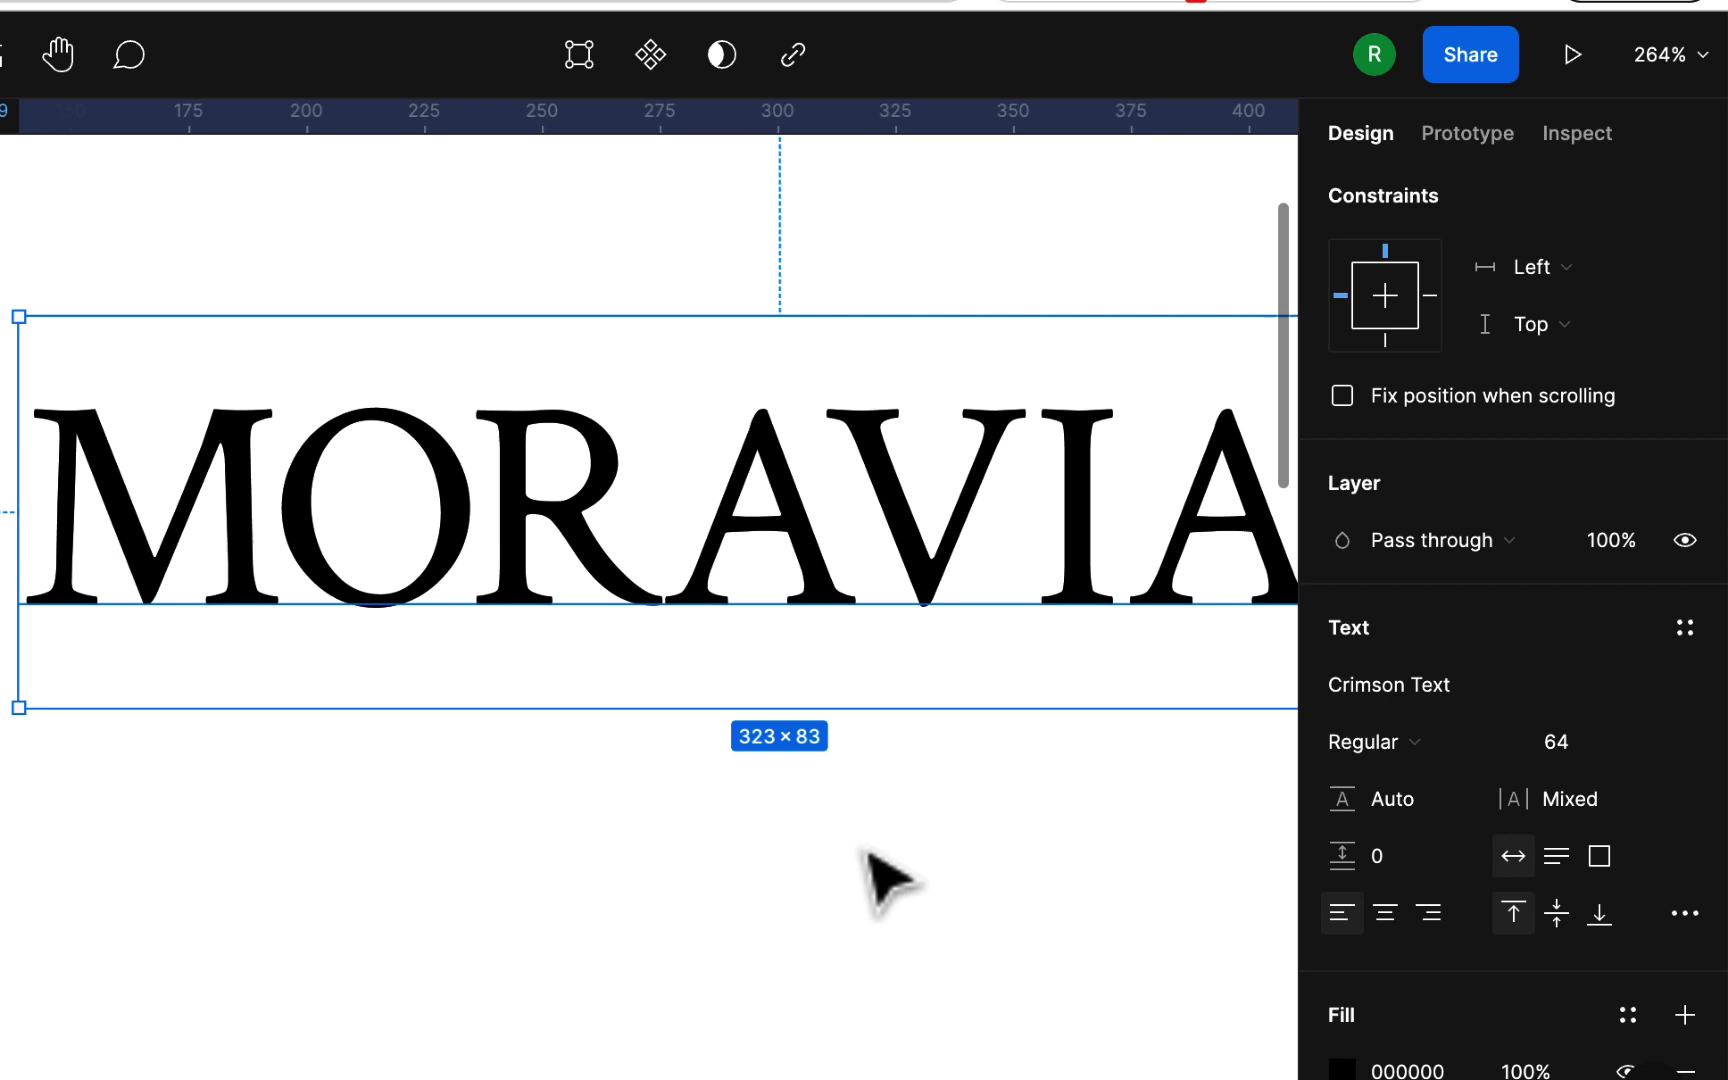 R
Share
264%
9
150
175
200
225
250
275
300
325
350
375
400
Design
Prototype
Inspect
Constraints
Left
Top
Fix position when scrolling
MORAVIA
Layer
Pass through
100%
Text
Crimson Text
323 × 83
Regular
64
A
Auto
|A|
Mixed
0
Fill
000000
100%